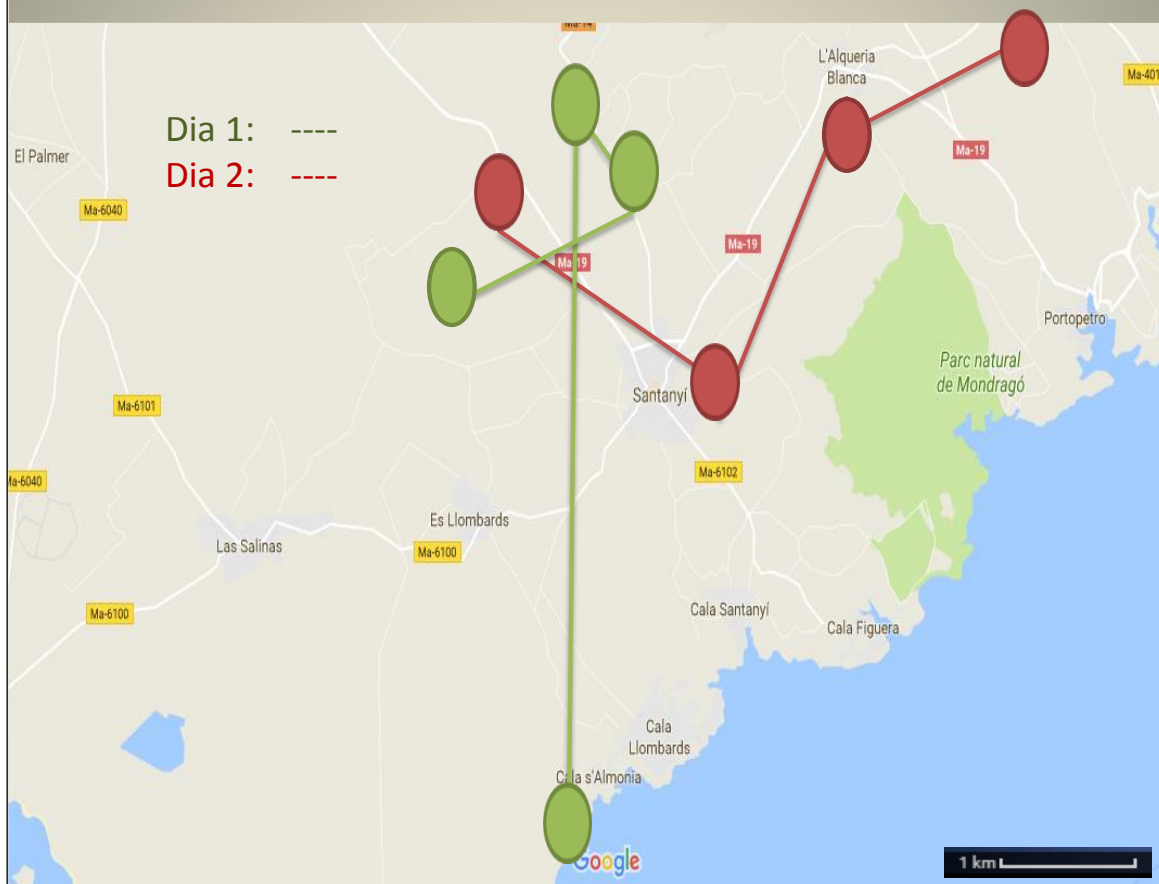 Ma-14
L'Alqueria
Blanca
Ma-401
Dia 1: ----
Dia 2: ----
El Palmer
Ma-19
Ma-6040
Ma-19
Ma-19
Portopetro
Parc natural
de Mondragó
Santanyí
Ma-6101
Ma-6102
Ma-6040
Es Llombards
Las Salinas
Ma-6100
Ma-6100
Cala Santanyí
Cala Figuera
Cala
Llombards
Cala s'Almonia
Google
1 km